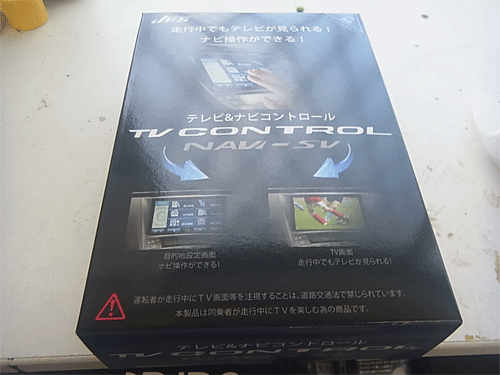 走行中でもテレビが見られる!
ナビ操作ができる!
テレビ&ナビコントロール
TV CONTROL
NAVi-SV
目的地設定画面
ナビ操作ができる!
TV画面
走行中でもテレビが見られる!
運転者が走行中にTV画面等を注視することは、道路交通法で禁じられています。
本製品は同乗者が走行中にTVを楽しむ為の商品です。
テレビ&ナビコントロール
TV CONTROL